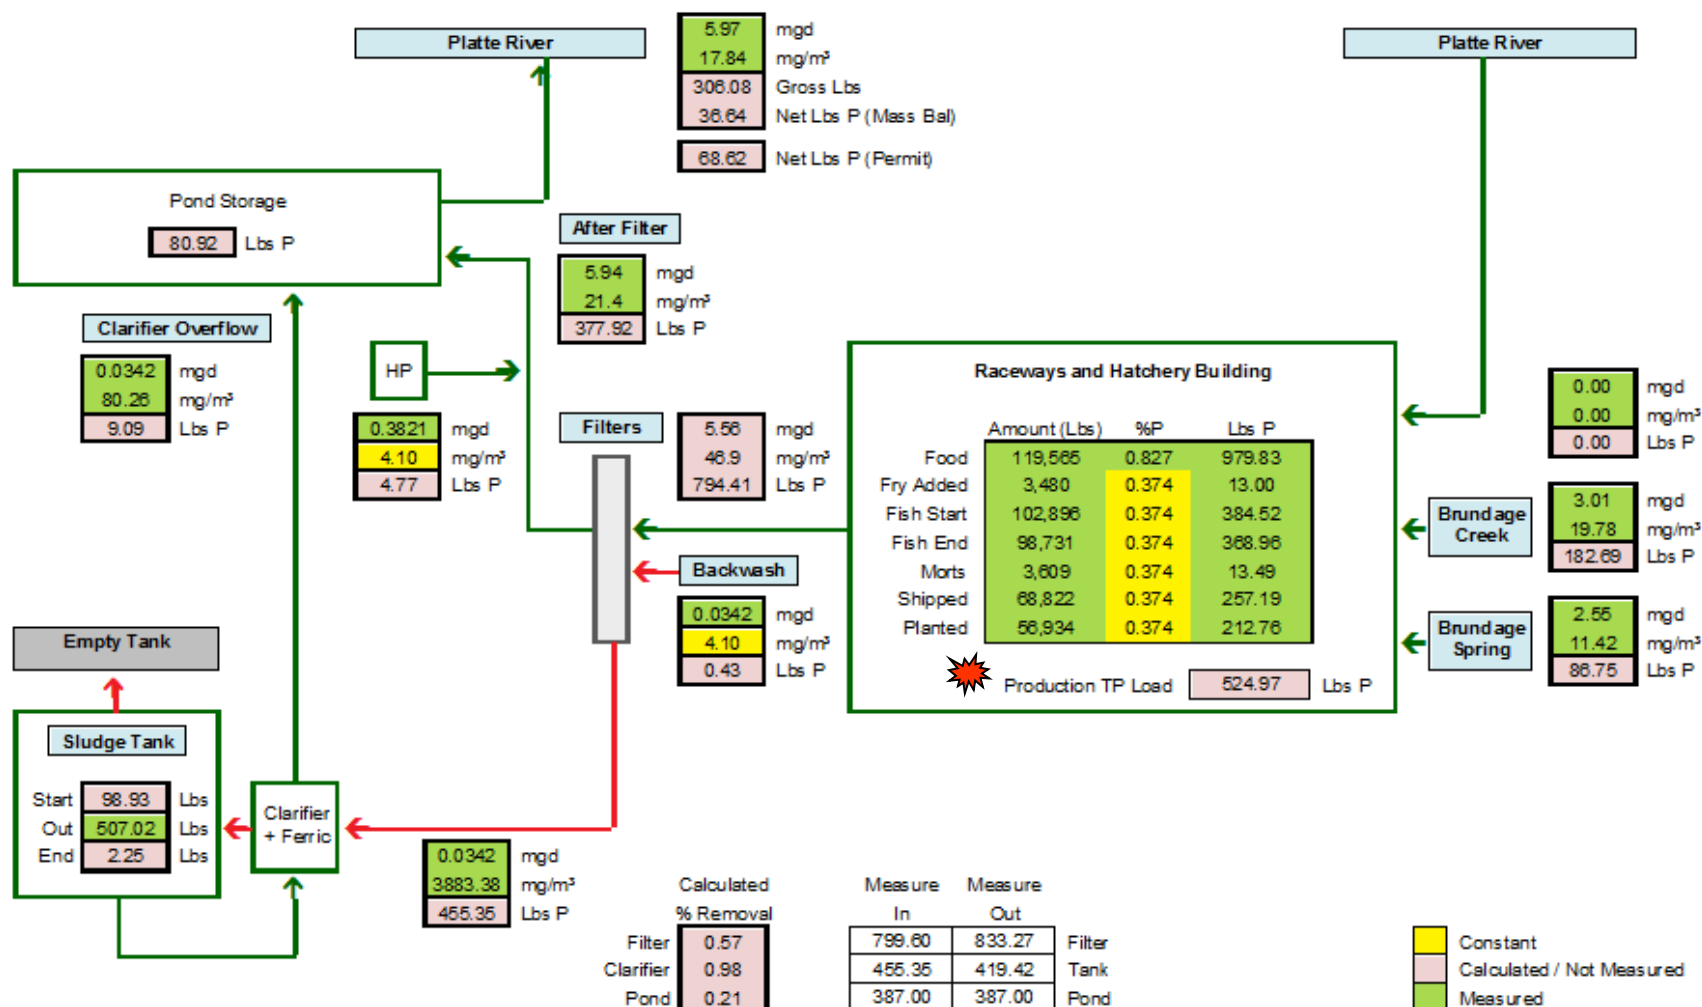 Platte River
5.97 mgd
17.84 mg/m³
306.08 Gross Lbs
36.64 Net Lbs P (Mass Bal)
68.62 Net Lbs P (Permit)
Platte River
Pond Storage
80.92 Lbs P
After Filter
5.94 mgd
21.4 mg/m³
377.92 Lbs P
Clarifier Overflow
0.0342 mgd
80.26 mg/m³
9.09 Lbs P
HP
0.3821 mgd
4.10 mg/m³
4.77 Lbs P
Filters
5.56 mgd
46.9 mg/m³
794.41 Lbs P
Backwash
0.0342 mgd
4.10 mg/m³
0.43 Lbs P
Raceways and Hatchery Building
Amount (Lbs) %P Lbs P
Food 119,565 0.827 979.83
Fry Added 3,480 0.374 13.00
Fish Start 102,896 0.374 384.52
Fish End 98,731 0.374 368.96
Morts 3,609 0.374 13.49
Shipped 68,822 0.374 257.19
Planted 56,934 0.374 212.76
Production TP Load 524.97 Lbs P
0.00 mgd
0.00 mg/m³
0.00 Lbs P
Brundage
Creek
3.01 mgd
19.78 mg/m³
182.69 Lbs P
Brundage
Spring
2.55 mgd
11.42 mg/m³
86.75 Lbs P
Empty Tank
Sludge Tank
Start 98.93 Lbs
Out 507.02 Lbs
End 2.25 Lbs
Clarifier
+ Ferric
0.0342 mgd
3883.38 mg/m³
455.35 Lbs P
Calculated
% Removal
Filter 0.57
Clarifier 0.98
Pond 0.21
Measure Measure
In Out
799.60 833.27 Filter
455.35 419.42 Tank
387.00 387.00 Pond
Constant
Calculated / Not Measured
Measured